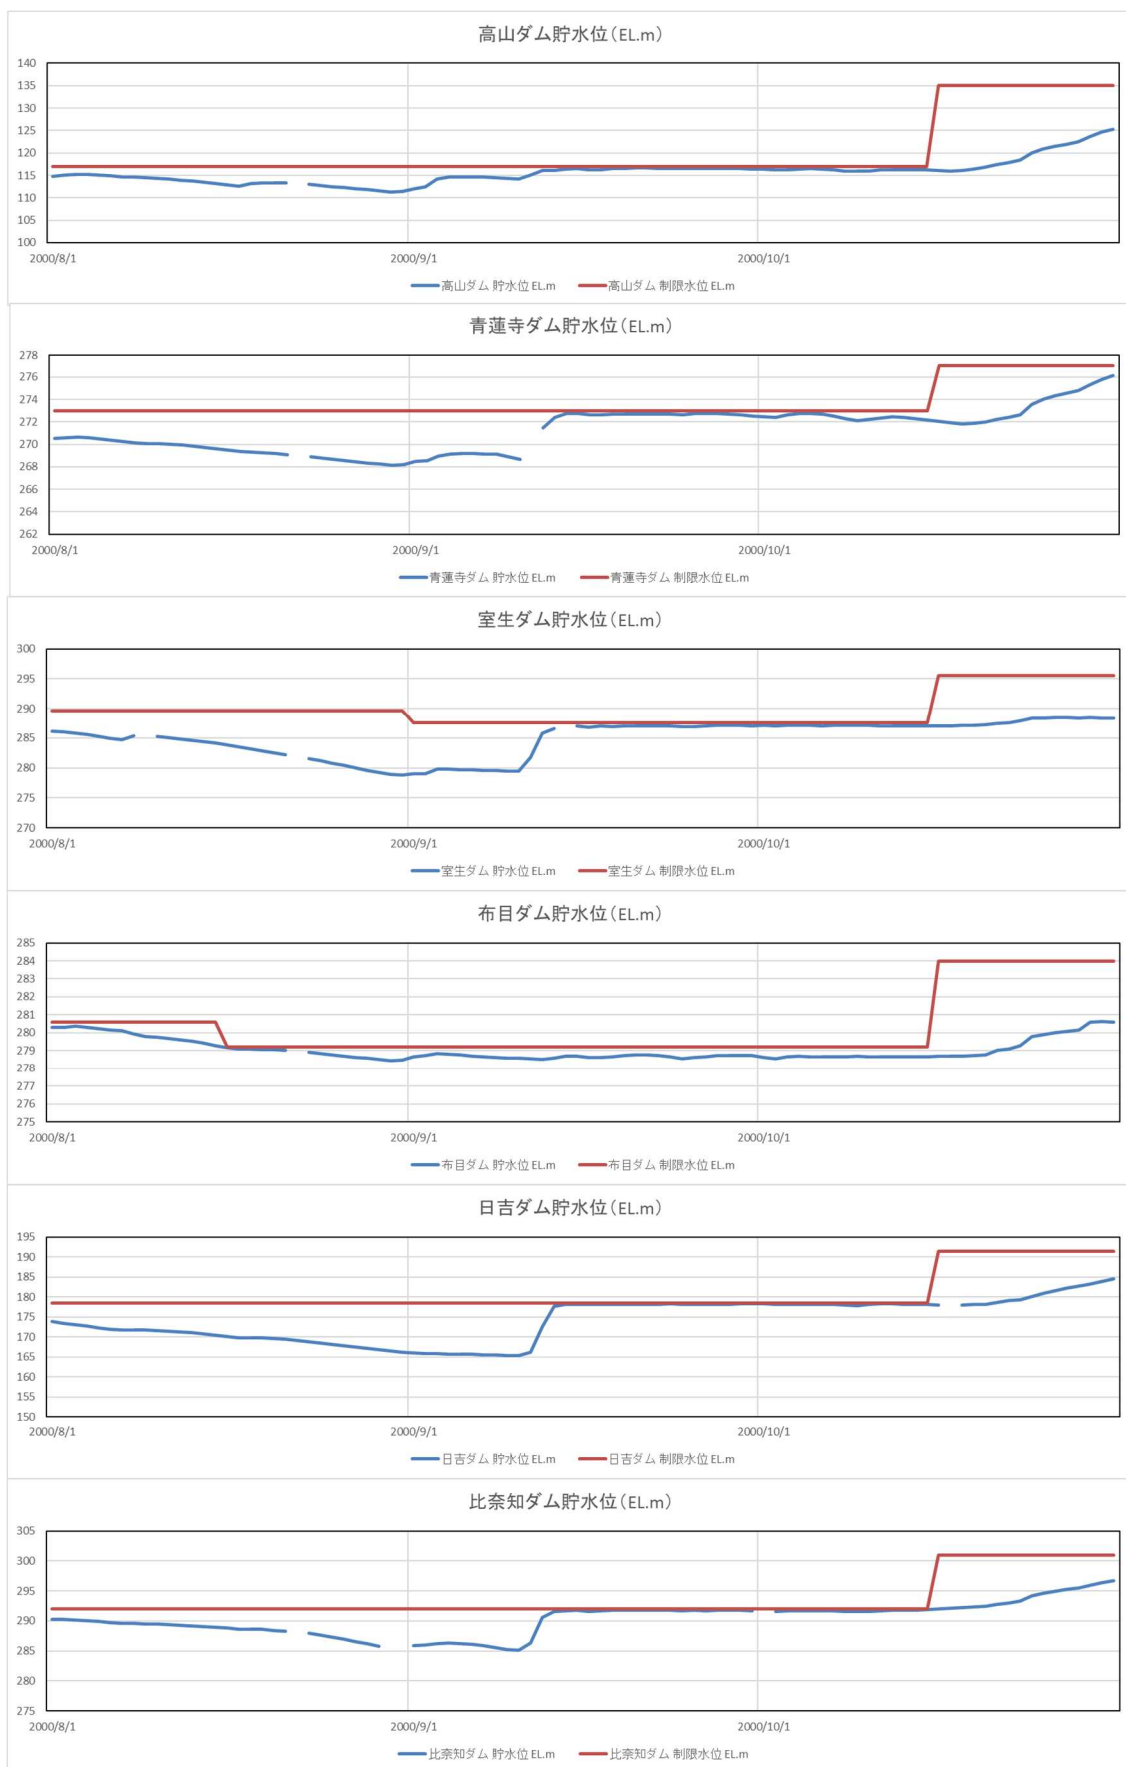 高山ダム貯水位(EL.m)
140
135
130
125
120
115
110
105
100
2000/8/1 2000/9/1 2000/10/1
高山ダム 貯水位 EL.m 高山ダム 制限水位 EL.m
青蓮寺ダム貯水位(EL.m)
278
276
274
272
270
268
266
264
262
2000/8/1 2000/9/1 2000/10/1
青蓮寺ダム 貯水位 EL.m 青蓮寺ダム 制限水位 EL.m
室生ダム貯水位(EL.m)
300
295
290
285
280
275
270
2000/8/1 2000/9/1 2000/10/1
室生ダム 貯水位 EL.m 室生ダム 制限水位 EL.m
布目ダム貯水位(EL.m)
285
284
283
282
281
280
279
278
277
276
275
2000/8/1 2000/9/1 2000/10/1
布目ダム 貯水位 EL.m 布目ダム 制限水位 EL.m
日吉ダム貯水位(EL.m)
195
190
185
180
175
170
165
160
155
150
2000/8/1 2000/9/1 2000/10/1
日吉ダム 貯水位 EL.m 日吉ダム 制限水位 EL.m
比奈知ダム貯水位(EL.m)
305
300
295
290
285
280
275
2000/8/1 2000/9/1 2000/10/1
比奈知ダム 貯水位 EL.m 比奈知ダム 制限水位 EL.m